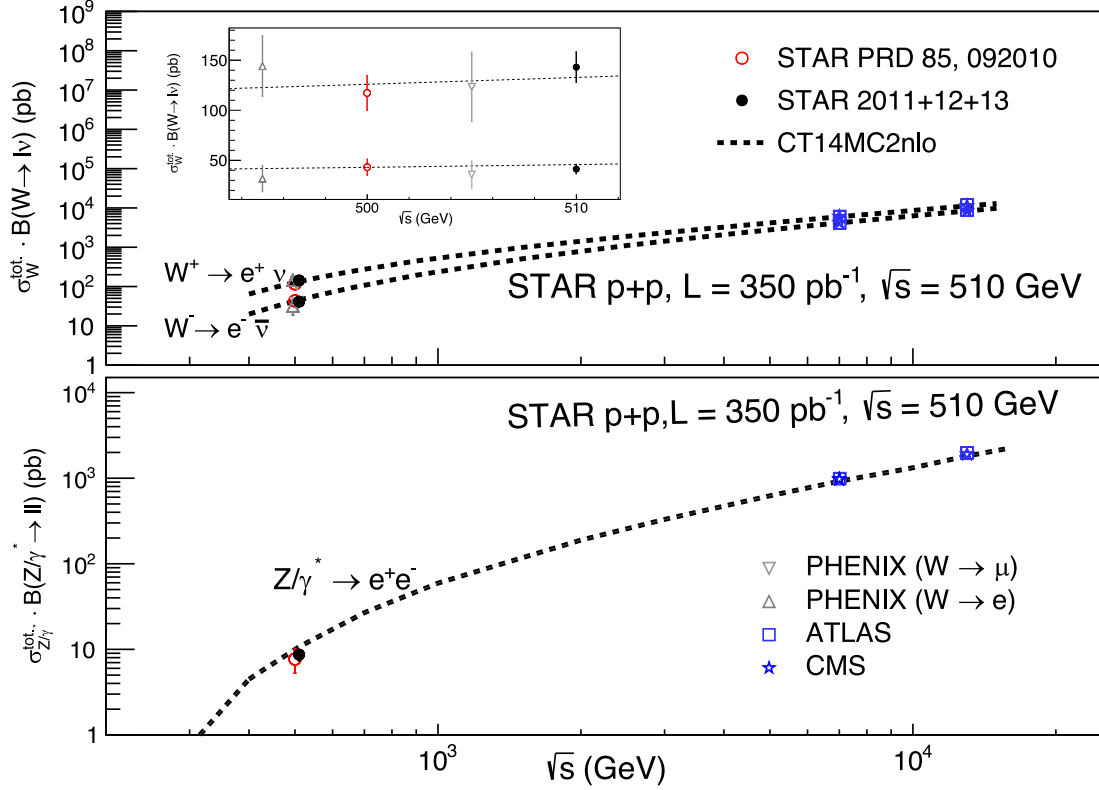 10⁹
10⁸
10⁷
10⁶
10⁵
10⁴
10³
10²
10
1
σ_W^tot. · B(W→ lν) (pb)
150
100
50
σ_W^tot. · B(W→ lν) (pb)
500
510
√s (GeV)
STAR PRD 85, 092010
STAR 2011+12+13
CT14MC2nlo
W⁺ → e⁺ ν
W⁻ → e⁻ ν̅
STAR p+p, L = 350 pb⁻¹, √s = 510 GeV
10⁴
10³
10²
10
1
σ_Z/γ^tot.. · B(Z/γ* → ll) (pb)
STAR p+p,L = 350 pb⁻¹, √s = 510 GeV
Z/γ* → e⁺e⁻
PHENIX (W → μ)
PHENIX (W → e)
ATLAS
CMS
10³
10⁴
√s (GeV)